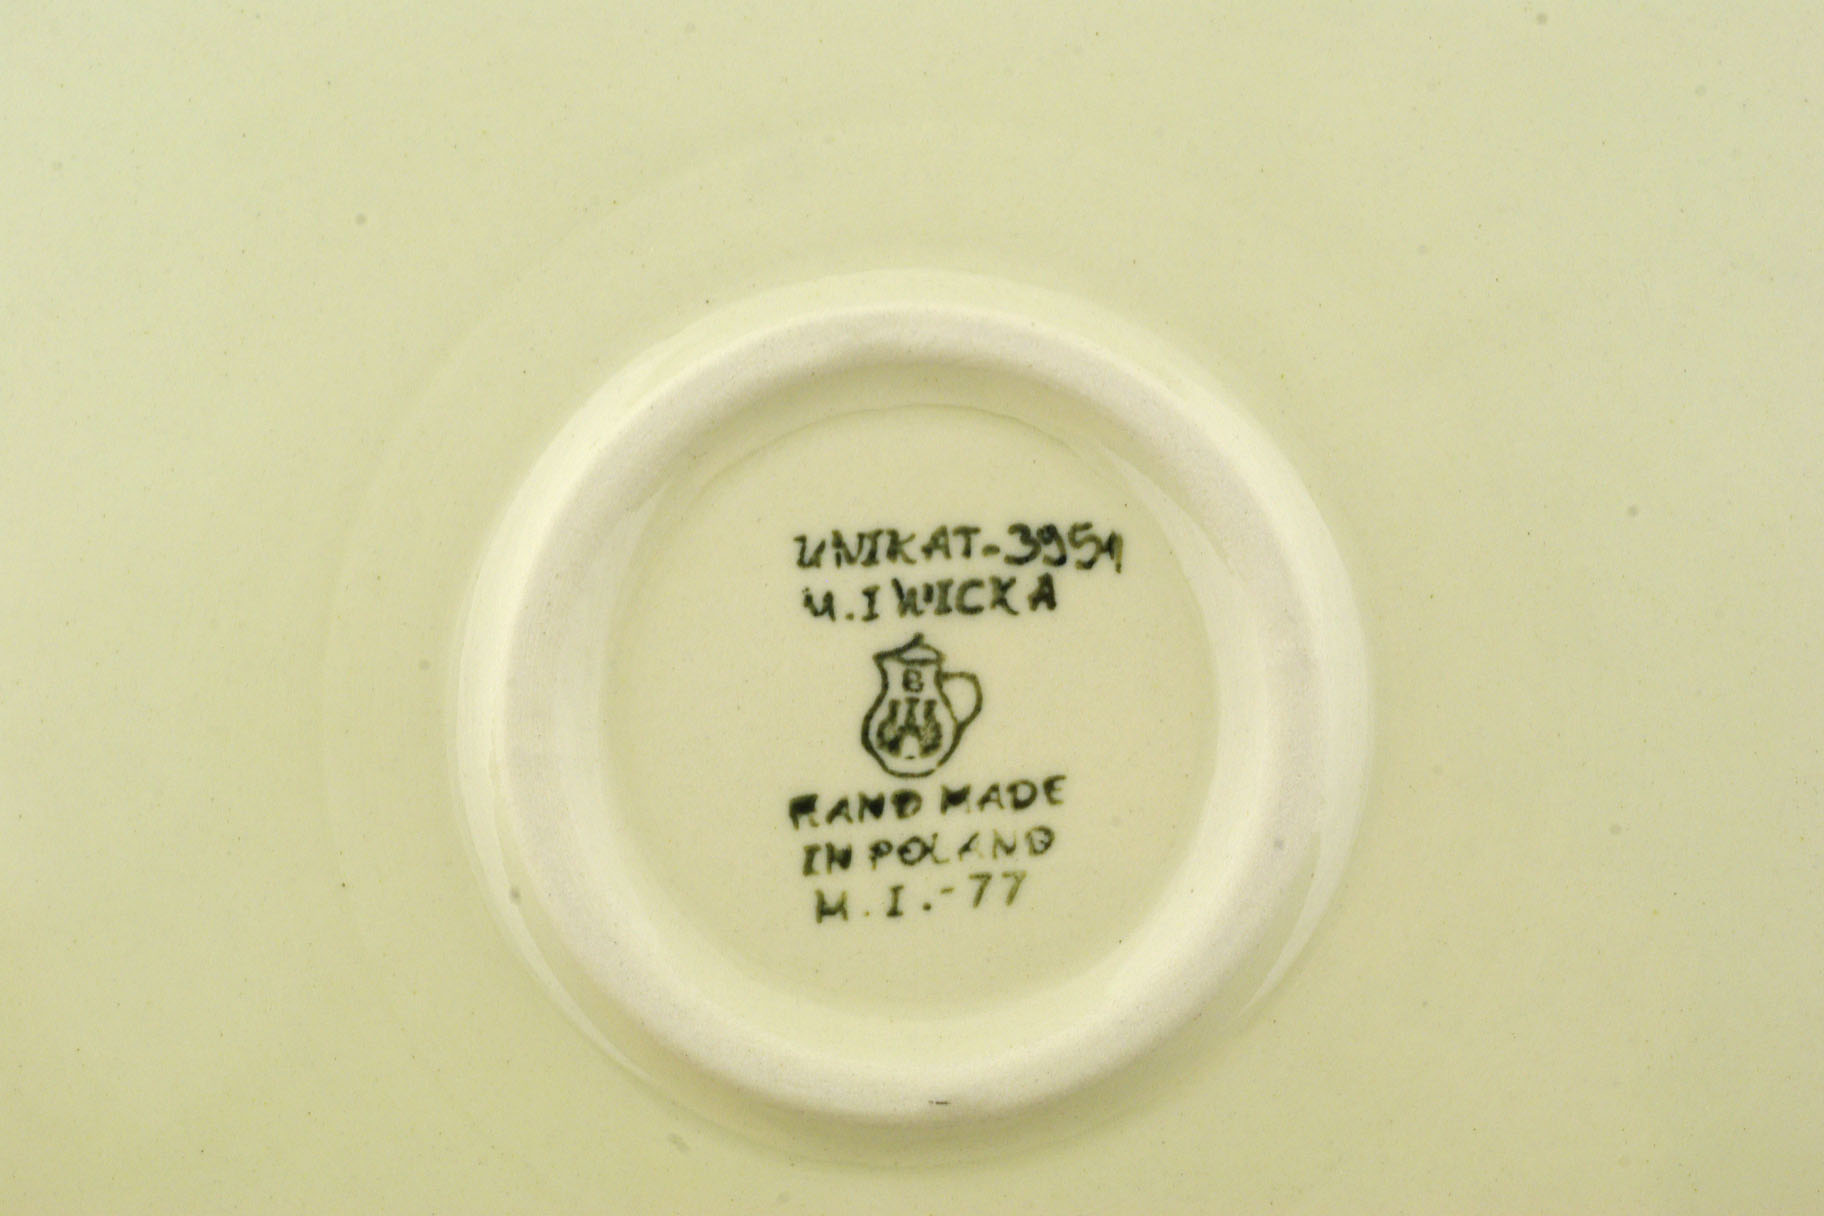 UNIKAT-3951
M.IWICKA
B
HAND MADE
IN POLAND
M.I.-77